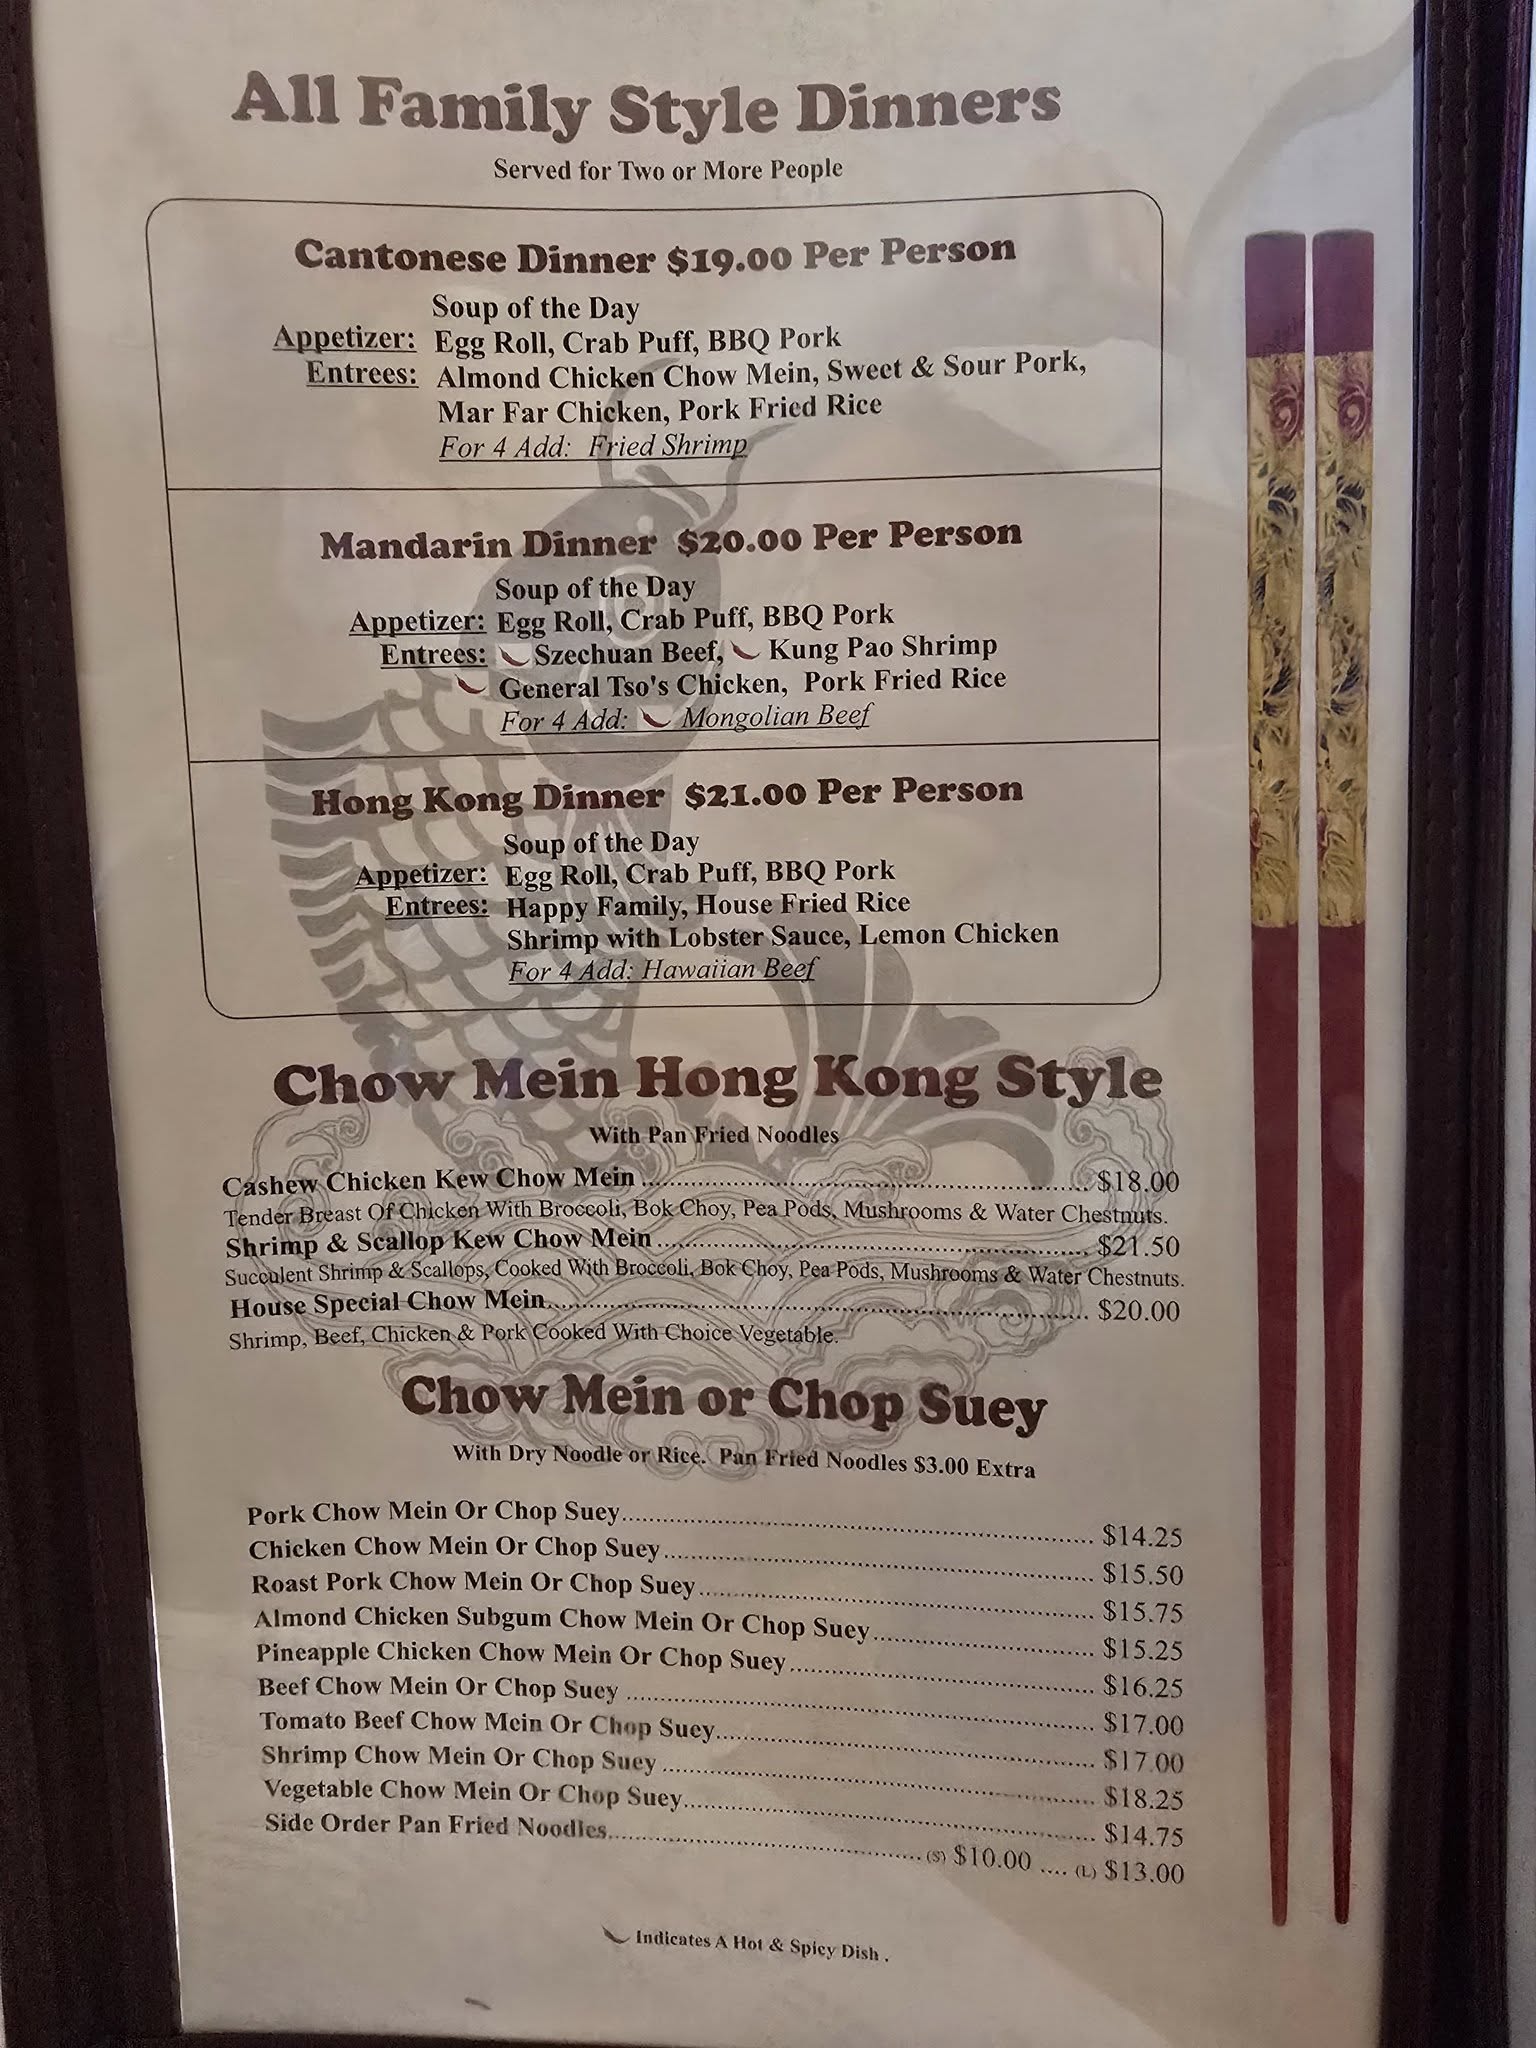 All Family Style Dinners
Served for Two or More People
Cantonese Dinner $19.00 Per Person
Soup of the Day
Appetizer: Egg Roll, Crab Puff, BBQ Pork
Entrees: Almond Chicken Chow Mein, Sweet & Sour Pork,
Mar Far Chicken, Pork Fried Rice
For 4 Add: Fried Shrimp
Mandarin Dinner $20.00 Per Person
Soup of the Day
Appetizer: Egg Roll, Crab Puff, BBQ Pork
Entrees: Szechuan Beef, Kung Pao Shrimp
General Tso's Chicken, Pork Fried Rice
For 4 Add: Mongolian Beef
Hong Kong Dinner $21.00 Per Person
Soup of the Day
Appetizer: Egg Roll, Crab Puff, BBQ Pork
Entrees: Happy Family, House Fried Rice
Shrimp with Lobster Sauce, Lemon Chicken
For 4 Add: Hawaiian Beef
Chow Mein Hong Kong Style
With Pan Fried Noodles
Cashew Chicken Kew Chow Mein ........ $18.00
Tender Breast Of Chicken With Broccoli, Bok Choy, Pea Pods, Mushrooms & Water Chestnuts.
Shrimp & Scallop Kew Chow Mein ........ $21.50
Succulent Shrimp & Scallops, Cooked With Broccoli, Bok Choy, Pea Pods, Mushrooms & Water Chestnuts.
House Special Chow Mein ........ $20.00
Shrimp, Beef, Chicken & Pork Cooked With Choice Vegetable.
Chow Mein or Chop Suey
With Dry Noodle or Rice. Pan Fried Noodles $3.00 Extra
Pork Chow Mein Or Chop Suey ........ $14.25
Chicken Chow Mein Or Chop Suey ........ $15.50
Roast Pork Chow Mein Or Chop Suey ........ $15.75
Almond Chicken Subgum Chow Mein Or Chop Suey ........ $15.25
Pineapple Chicken Chow Mein Or Chop Suey ........ $16.25
Beef Chow Mein Or Chop Suey ........ $17.00
Tomato Beef Chow Mein Or Chop Suey ........ $17.00
Shrimp Chow Mein Or Chop Suey ........ $18.25
Vegetable Chow Mein Or Chop Suey ........ $14.75
Side Order Pan Fried Noodles ........ (S) $10.00 .... (L) $13.00
Indicates A Hot & Spicy Dish .